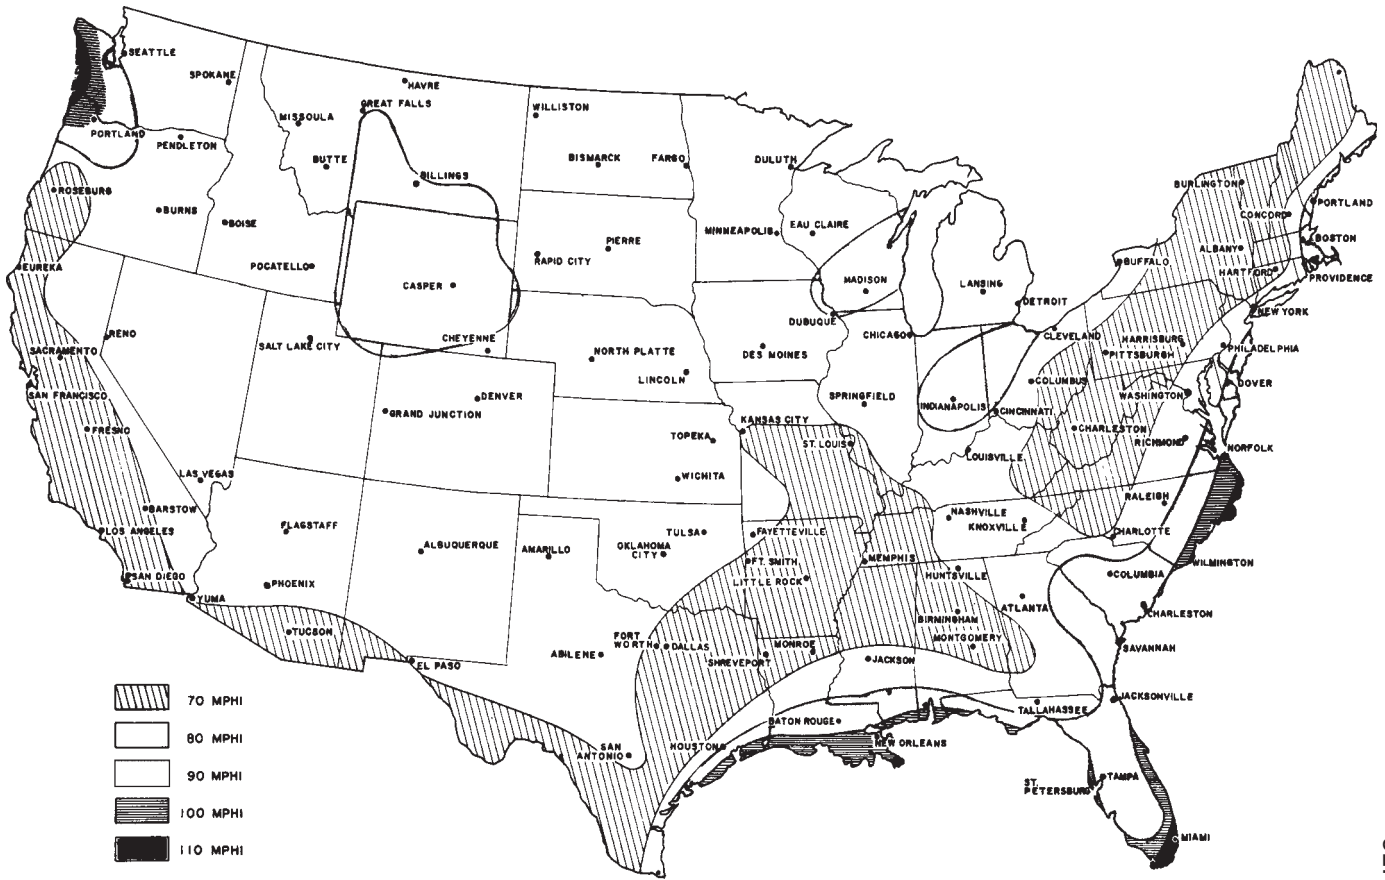 SEATTLE
SPOKANE
HAVRE
GREAT FALLS
WILLISTON
MISSOULA
PORTLAND
PENDLETON
BUTTE
BISMARCK
FARGO
DULUTH
BILLINGS
ROSEBURG
BURLINGTON
BURNS
BOISE
CONCORD
PORTLAND
MINNEAPOLIS
EAU CLAIRE
PIERRE
RAPID CITY
ALBANY
BOSTON
EUREKA
POCATELLO
BUFFALO
HARTFORD
PROVIDENCE
CASPER
MADISON
LANSING
DETROIT
NEW YORK
DUBUQUE
RENO
SALT LAKE CITY
CHEYENNE
CHICAGO
CLEVELAND
HARRISBURG
PHILADELPHIA
SACRAMENTO
NORTH PLATTE
DES MOINES
PITTSBURGH
LINCOLN
COLUMBUS
DOVER
SAN FRANCISCO
DENVER
GRAND JUNCTION
SPRINGFIELD
INDIANAPOLIS
CINCINNATI
WASHINGTON
FRESNO
KANSAS CITY
TOPEKA
ST. LOUIS
CHARLESTON
RICHMOND
NORFOLK
LOUISVILLE
LAS VEGAS
WICHITA
RALEIGH
BARSTOW
NASHVILLE
KNOXVILLE
LOS ANGELES
FLAGSTAFF
TULSA
FAYETTEVILLE
CHARLOTTE
ALBUQUERQUE
AMARILLO
OKLAHOMA
CITY
FT. SMITH
MEMPHIS
WILMINGTON
SAN DIEGO
PHOENIX
LITTLE ROCK
HUNTSVILLE
COLUMBIA
YUMA
ATLANTA
CHARLESTON
BIRMINGHAM
TUCSON
FORT
WORTH
DALLAS
MONTGOMERY
ABILENE
SHREVEPORT
MONROE
JACKSON
SAVANNAH
EL PASO
70 MPHI
JACKSONVILLE
TALLAHASSEE
BATON ROUGE
80 MPHI
SAN
ANTONIO
HOUSTON
NEW ORLEANS
90 MPHI
TAMPA
ST.
PETERSBURG
100 MPHI
MIAMI
110 MPHI